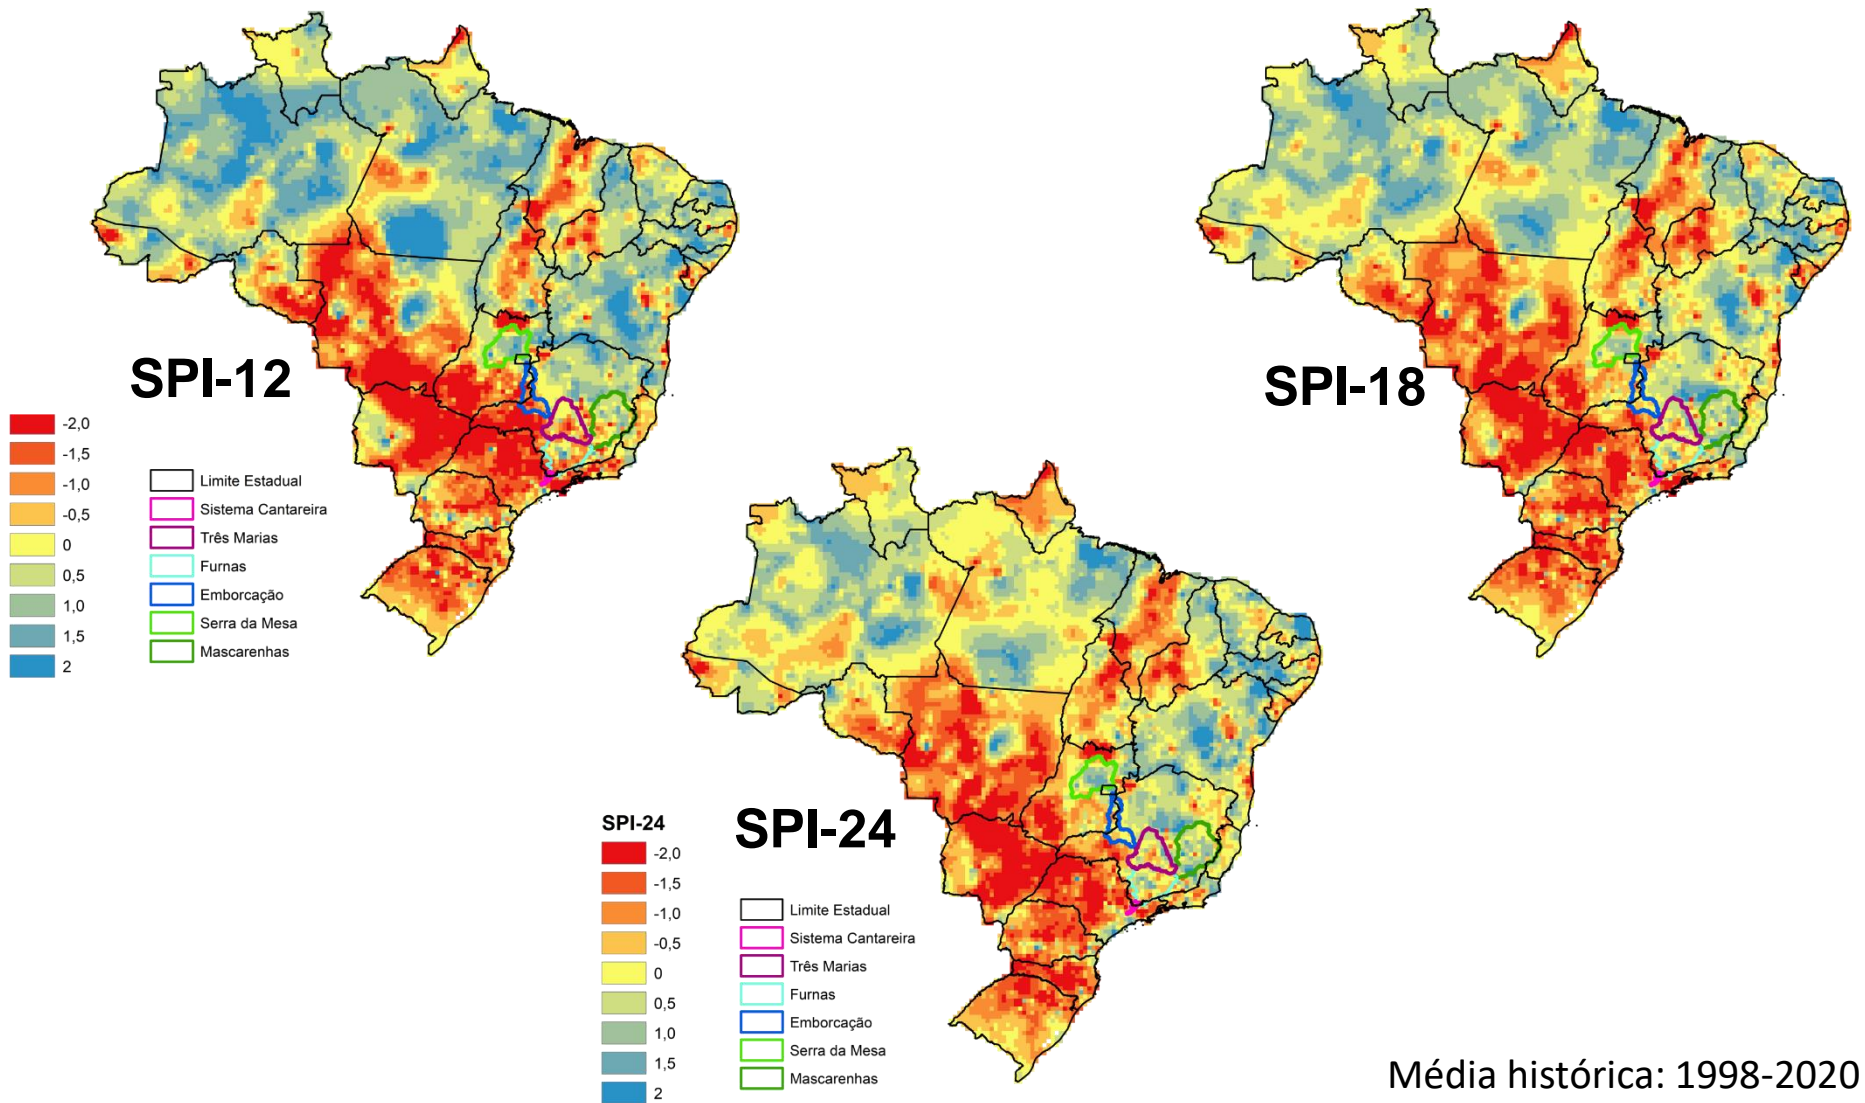 SPI-12
-2,0
-1,5
-1,0
-0,5
0
0,5
1,0
1,5
2
Limite Estadual
Sistema Cantareira
Três Marias
Furnas
Emborcação
Serra da Mesa
Mascarenhas
SPI-18
SPI-24
SPI-24
-2,0
-1,5
-1,0
-0,5
0
0,5
1,0
1,5
2
Limite Estadual
Sistema Cantareira
Três Marias
Furnas
Emborcação
Serra da Mesa
Mascarenhas
Média histórica: 1998-2020